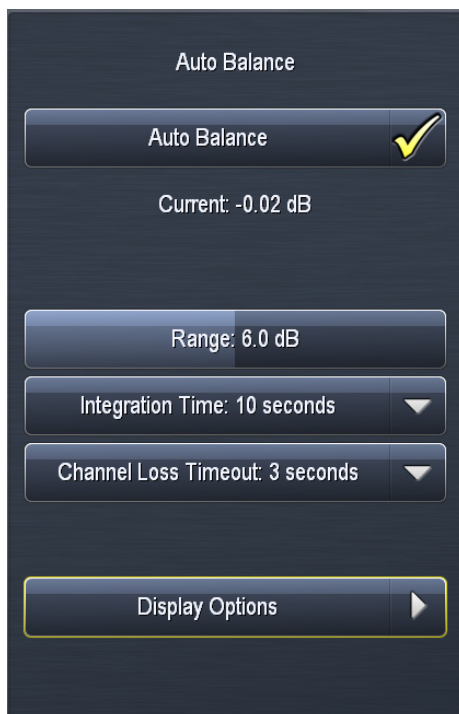 Auto Balance
Auto Balance
Current: -0.02 dB
Range: 6.0 dB
Integration Time: 10 seconds
Channel Loss Timeout: 3 seconds
Display Options